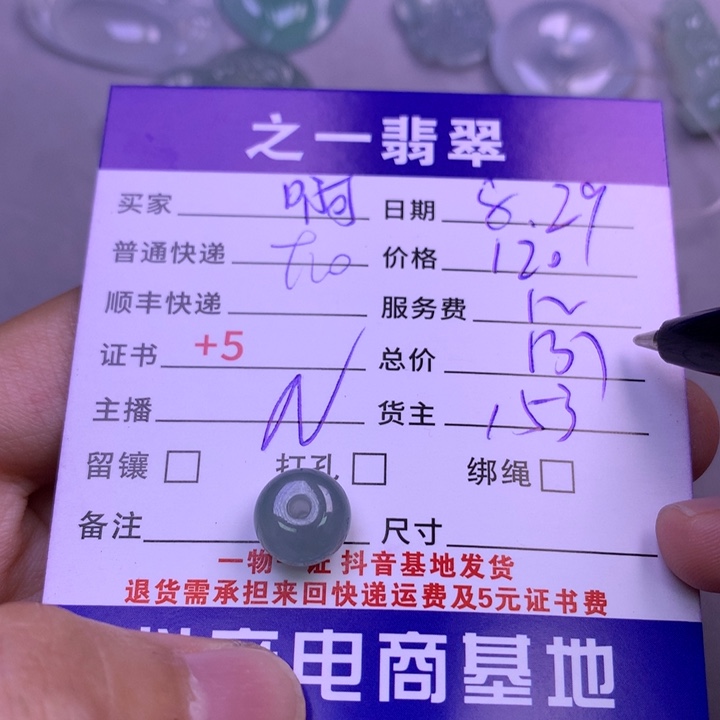 之一翡翠
买家 啊 日期 8.29
普通快递 价格 120
顺丰快递 服务费 12
证书 +5 总价 137
主播 货主 153
留镶 打孔 绑绳
备注 尺寸
一物一证 抖音基地发货
退货需承担来回快递运费及5元证书费
电商基地